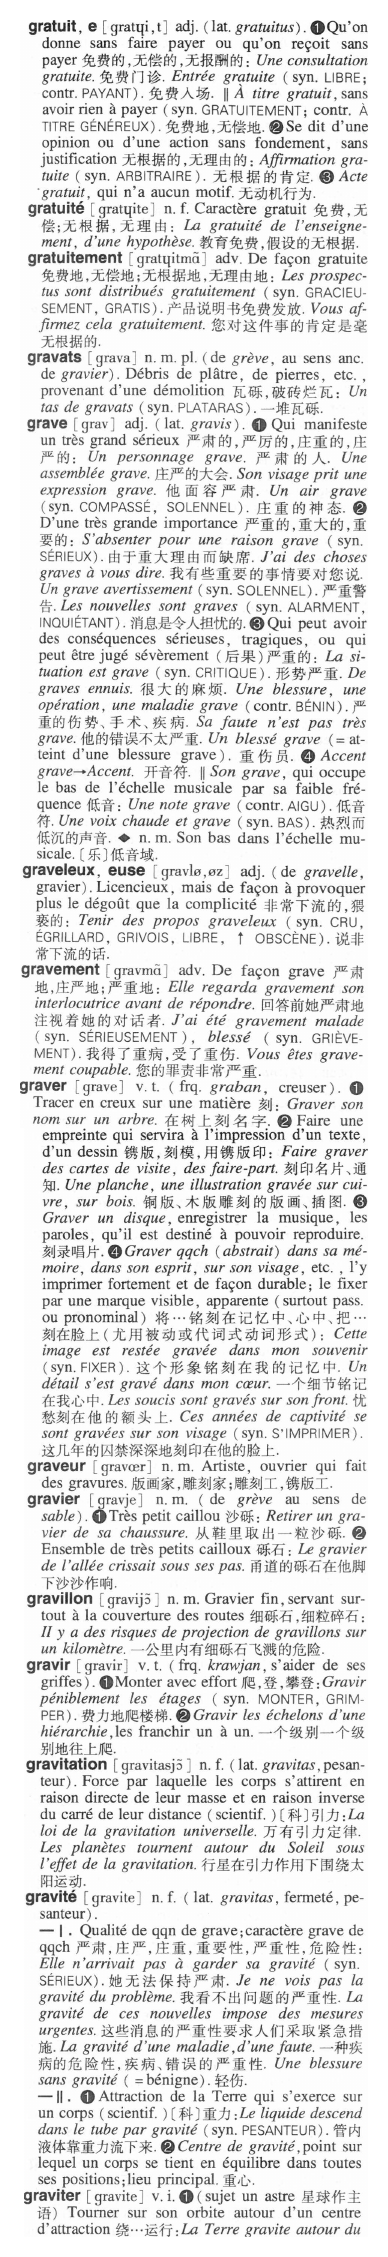 gratuit, e [gratɥi,t] adj. (lat. gratuitus). ❶Qu'on
donne sans faire payer ou qu'on reçoit sans
payer 免费的,无偿的,无报酬的: Une consultation
gratuite. 免费门诊. Entrée gratuite (syn. LIBRE;
contr. PAYANT). 免费入场. ‖ À titre gratuit, sans
avoir rien à payer (syn. GRATUITEMENT; contr. À
TITRE GÉNÉREUX). 免费地,无偿地. ❷Se dit d'une
opinion ou d'une action sans fondement, sans
justification 无根据的,无理由的: Affirmation gra-
tuite (syn. ARBITRAIRE). 无根据的肯定. ❸ Acte
gratuit, qui n'a aucun motif. 无动机行为.
gratuité [gratɥite] n. f. Caractère gratuit 免费,无
偿;无根据,无理由: La gratuité de l'enseigne-
ment, d'une hypothèse. 教育免费,假设的无根据.
gratuitement [gratɥitmɑ̃] adv. De façon gratuite
免费地,无偿地;无根据地,无理由地: Les prospec-
tus sont distribués gratuitement (syn. GRACIEU-
SEMENT, GRATIS). 产品说明书免费发放. Vous af-
firmez cela gratuitement. 您对这件事的肯定是毫
无根据的.
gravats [grava] n. m. pl. (de grève, au sens anc.
de gravier). Débris de plâtre, de pierres, etc.,
provenant d'une démolition 瓦砾,破砖烂瓦: Un
tas de gravats (syn. PLATARAS). 一堆瓦砾.
grave [grav] adj. (lat. gravis). ❶ Qui manifeste
un très grand sérieux 严肃的,严厉的,庄重的,庄
严的: Un personnage grave. 严肃的人. Une
assemblée grave. 庄严的大会. Son visage prit une
expression grave. 他面容严肃. Un air grave
(syn. COMPASSÉ, SOLENNEL). 庄重的神态. ❷
D'une très grande importance 严重的,重大的,重
要的: S'absenter pour une raison grave (syn.
SÉRIEUX). 由于重大理由而缺席. J'ai des choses
graves à vous dire. 我有些重要的事情要对您说.
Un grave avertissement (syn. SOLENNEL). 严重警
告. Les nouvelles sont graves (syn. ALARMENT,
INQUIÉTANT). 消息是令人担忧的. ❸Qui peut avoir
des conséquences sérieuses, tragiques, ou qui
peut être jugé sévèrement (后果)严重的: La si-
tuation est grave (syn. CRITIQUE). 形势严重. De
graves ennuis. 很大的麻烦. Une blessure, une
opération, une maladie grave (contr. BÉNIN). 严
重的伤势、手术、疾病. Sa faute n'est pas très
grave. 他的错误不太严重. Un blessé grave (= at-
teint d'une blessure grave). 重伤员. ❹ Accent
grave→Accent. 开音符. ‖ Son grave, qui occupe
le bas de l'échelle musicale par sa faible fré-
quence 低音: Une note grave (contr. AIGU). 低音
符. Une voix chaude et grave (syn. BAS). 热烈而
低沉的声音. ◆ n. m. Son bas dans l'échelle mu-
sicale. [乐]低音域.
graveleux, euse [gravlø,øz] adj. (de gravelle,
gravier). Licencieux, mais de façon à provoquer
plus le dégoût que la complicité 非常下流的,猥
亵的: Tenir des propos graveleux (syn. CRU,
ÉGRILLARD, GRIVOIS, LIBRE, ↑ OBSCÈNE). 说非
常下流的话.
gravement [gravmɑ̃] adv. De façon grave 严肃
地,庄严地;严重地: Elle regarda gravement son
interlocutrice avant de répondre. 回答前她严肃地
注视着她的对话者. J'ai été gravement malade
(syn. SÉRIEUSEMENT), blessé (syn. GRIÈVE-
MENT). 我得了重病,受了重伤. Vous êtes grave-
ment coupable. 您的罪责非常严重.
graver [grave] v. t. (frq. graban, creuser). ❶
Tracer en creux sur une matière 刻: Graver son
nom sur un arbre. 在树上刻名字. ❷ Faire une
empreinte qui servira à l'impression d'un texte,
d'un dessin 镌版,刻模,用镌版印: Faire graver
des cartes de visite, des faire-part. 刻印名片、通
知. Une planche, une illustration gravée sur cui-
vre, sur bois. 铜版、木版雕刻的版画、插图. ❸
Graver un disque, enregistrer la musique, les
paroles, qu'il est destiné à pouvoir reproduire.
刻录唱片. ❹Graver qqch (abstrait) dans sa mé-
moire, dans son esprit, sur son visage, etc., l'y
imprimer fortement et de façon durable; le fixer
par une marque visible, apparente (surtout pass.
ou pronominal) 将…铭刻在记忆中、心中、把…
刻在脸上(尤用被动或代词式动词形式): Cette
image est restée gravée dans mon souvenir
(syn. FIXER). 这个形象铭刻在我的记忆中. Un
détail s'est gravé dans mon cœur. 一个细节铭记
在我心中. Les soucis sont gravés sur son front. 忧
愁刻在他的额头上. Ces années de captivité se
sont gravées sur son visage (syn. S'IMPRIMER).
这几年的囚禁深深地刻印在他的脸上.
graveur [gravœr] n. m. Artiste, ouvrier qui fait
des gravures. 版画家,雕刻家;雕刻工,镌版工.
gravier [gravje] n. m. (de grève au sens de
sable). ❶Très petit caillou 沙砾: Retirer un gra-
vier de sa chaussure. 从鞋里取出一粒沙砾. ❷
Ensemble de très petits cailloux 砾石: Le gravier
de l'allée crissait sous ses pas. 甬道的砾石在他脚
下沙沙作响.
gravillon [gravijɔ̃] n. m. Gravier fin, servant sur-
tout à la couverture des routes 细砾石,细粒碎石:
Il y a des risques de projection de gravillons sur
un kilomètre. 一公里内有细砾石飞溅的危险.
gravir [gravir] v. t. (frq. krawjan, s'aider de ses
griffes). ❶Monter avec effort 爬,登,攀登:Gravir
péniblement les étages (syn. MONTER, GRIM-
PER). 费力地爬楼梯. ❷Gravir les échelons d'une
hiérarchie, les franchir un à un. 一个级别一个级
别地往上爬.
gravitation [gravitasjɔ̃] n. f. (lat. gravitas, pesan-
teur). Force par laquelle les corps s'attirent en
raison directe de leur masse et en raison inverse
du carré de leur distance (scientif.) [科]引力:La
loi de la gravitation universelle. 万有引力定律.
Les planètes tournent autour du Soleil sous
l'effet de la gravitation. 行星在引力作用下围绕太
阳运动.
gravité [gravite] n. f. (lat. gravitas, fermeté, pe-
santeur).
—Ⅰ. Qualité de qqn de grave;caractère grave de
qqch 严肃,庄严,庄重,重要性,严重性,危险性:
Elle n'arrivait pas à garder sa gravité (syn.
SÉRIEUX). 她无法保持严肃. Je ne vois pas la
gravité du problème. 我看不出问题的严重性. La
gravité de ces nouvelles impose des mesures
urgentes. 这些消息的严重性要求人们采取紧急措
施. La gravité d'une maladie, d'une faute. 一种疾
病的危险性,疾病、错误的严重性. Une blessure
sans gravité (=bénigne). 轻伤.
—Ⅱ. ❶ Attraction de la Terre qui s'exerce sur
un corps (scientif.) [科]重力:Le liquide descend
dans le tube par gravité (syn. PESANTEUR). 管内
液体靠重力流下来. ❷Centre de gravité, point sur
lequel un corps se tient en équilibre dans toutes
ses positions;lieu principal. 重心.
graviter [gravite] v. i. ❶(sujet un astre 星球作主
语) Tourner sur son orbite autour d'un centre
d'attraction 绕…运行:La Terre gravite autour du